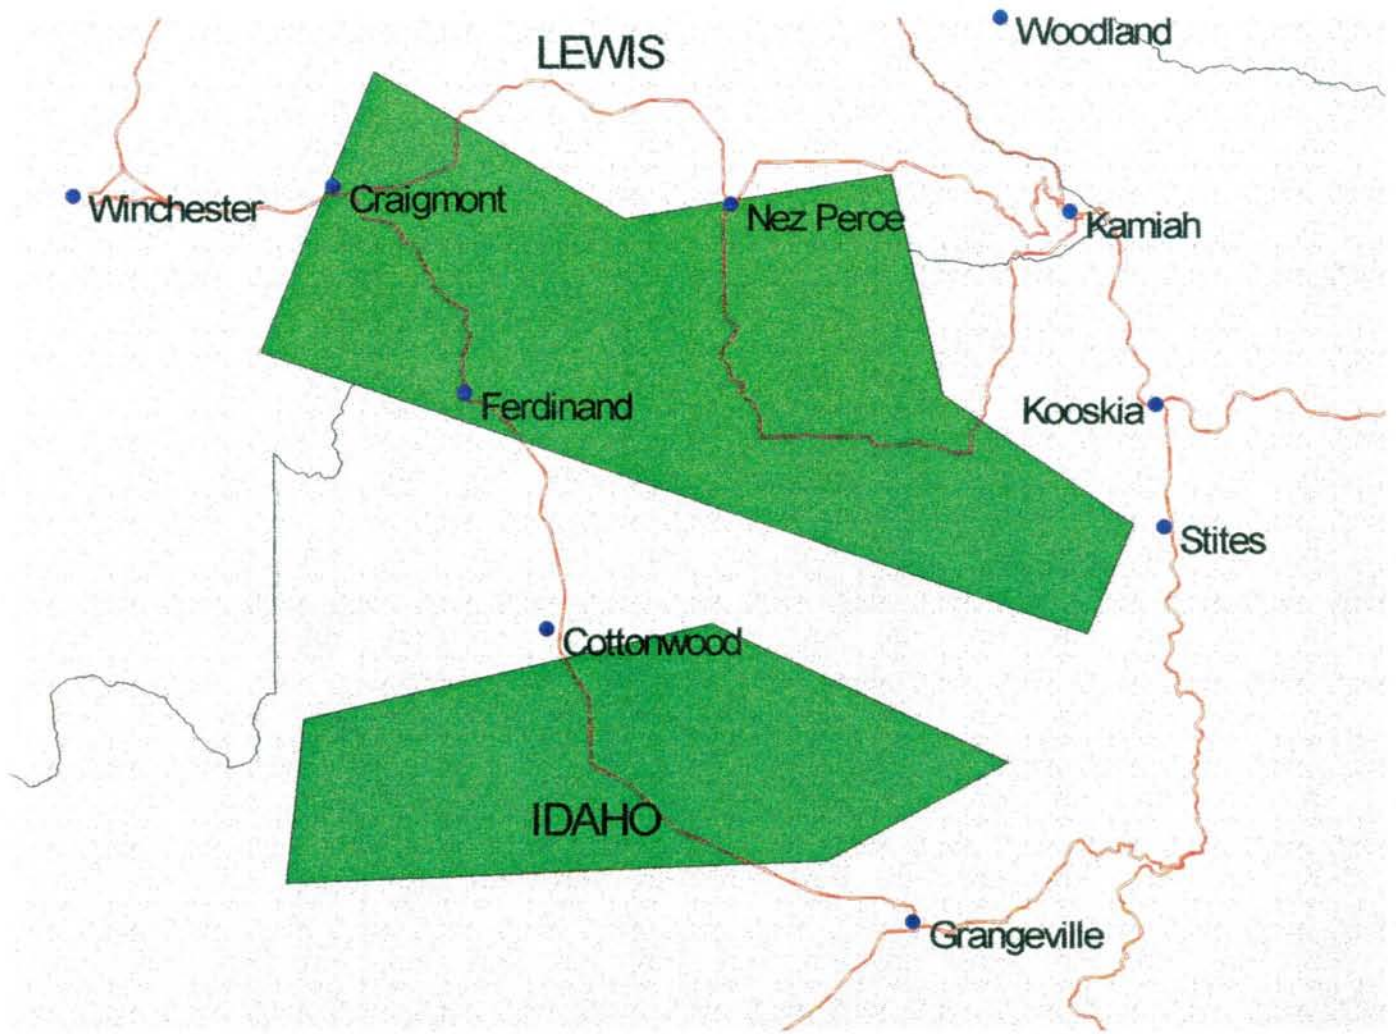 Woodland
LEWIS
Winchester
Craigmont
Nez Perce
Kamiah
Ferdinand
Kooskia
Stites
Cottonwood
IDAHO
Grangeville